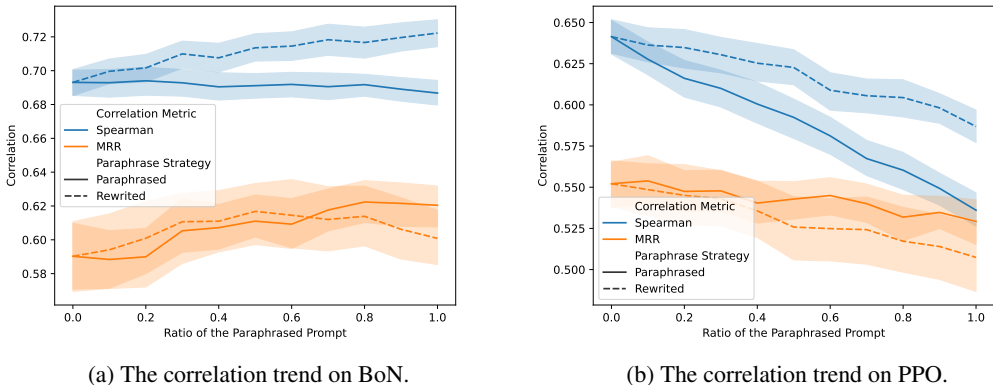 0.72
0.70
0.68
0.66
0.64
0.62
0.60
0.58
Correlation
Correlation Metric
Spearman
MRR
Paraphrase Strategy
Paraphrased
Rewrited
0.0 0.2 0.4 0.6 0.8 1.0
Ratio of the Paraphrased Prompt
(a) The correlation trend on BoN.
0.650
0.625
0.600
0.575
0.550
0.525
0.500
Correlation
Correlation Metric
Spearman
MRR
Paraphrase Strategy
Paraphrased
Rewrited
0.0 0.2 0.4 0.6 0.8 1.0
Ratio of the Paraphrased Prompt
(b) The correlation trend on PPO.